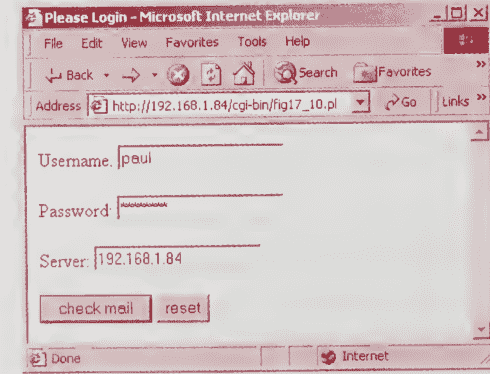 Please Login - Microsoft Internet Explorer
File Edit View Favorites Tools Help
Back Search Favorites »
Address http://192.168.1.84/cgi-bin/fig17_10.pl Go Links »
Username: paul
Password: ********
Server: 192.168.1.84
check mail reset
Done Internet